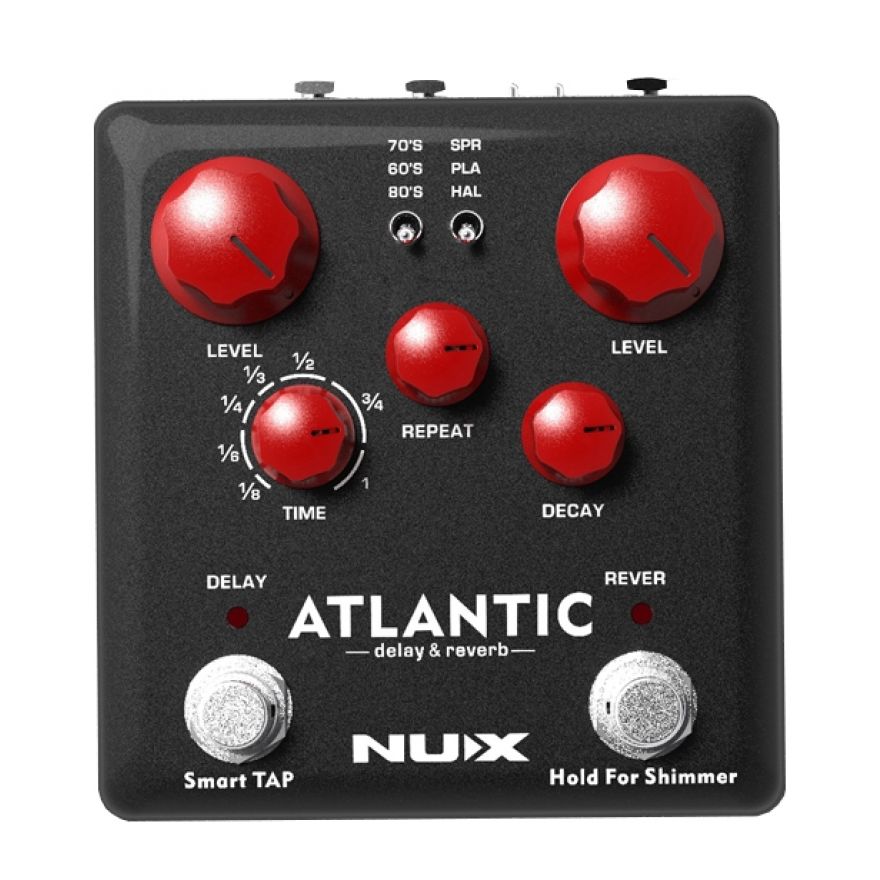 70'S SPR
60'S PLA
80'S HAL
LEVEL
LEVEL
1/2
1/3
1/4
3/4
REPEAT
1/6
1/8
1
TIME
DECAY
DELAY
REVER
ATLANTIC
delay & reverb
NUX
Smart TAP
Hold For Shimmer